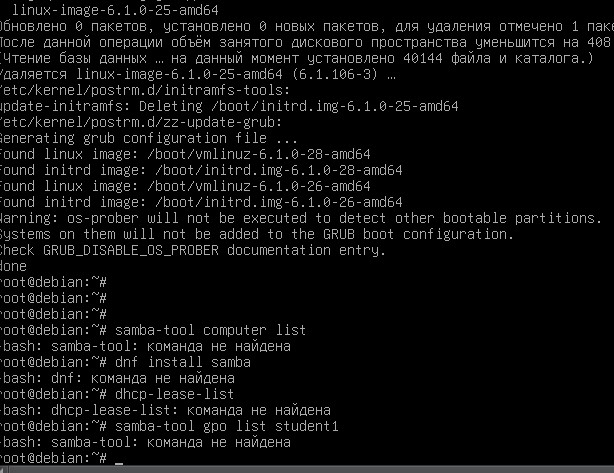 linux-image-6.1.0-25-amd64
Обновлено 0 пакетов, установлено 0 новых пакетов, для удаления отмечено 1 паке
После данной операции объём занятого дискового пространства уменьшится на 408
(Чтение базы данных … на данный момент установлено 40144 файла и каталога.)
Удаляется linux-image-6.1.0-25-amd64 (6.1.106-3) …
/etc/kernel/postrm.d/initramfs-tools:
update-initramfs: Deleting /boot/initrd.img-6.1.0-25-amd64
/etc/kernel/postrm.d/zz-update-grub:
Generating grub configuration file ...
Found linux image: /boot/vmlinuz-6.1.0-28-amd64
Found initrd image: /boot/initrd.img-6.1.0-28-amd64
Found linux image: /boot/vmlinuz-6.1.0-26-amd64
Found initrd image: /boot/initrd.img-6.1.0-26-amd64
Warning: os-prober will not be executed to detect other bootable partitions.
Systems on them will not be added to the GRUB boot configuration.
Check GRUB_DISABLE_OS_PROBER documentation entry.
done
root@debian:~#
root@debian:~#
root@debian:~#
root@debian:~# samba-tool computer list
-bash: samba-tool: команда не найдена
root@debian:~# dnf install samba
-bash: dnf: команда не найдена
root@debian:~# dhcp-lease-list
-bash: dhcp-lease-list: команда не найдена
root@debian:~# samba-tool gpo list student1
-bash: samba-tool: команда не найдена
root@debian:~# _